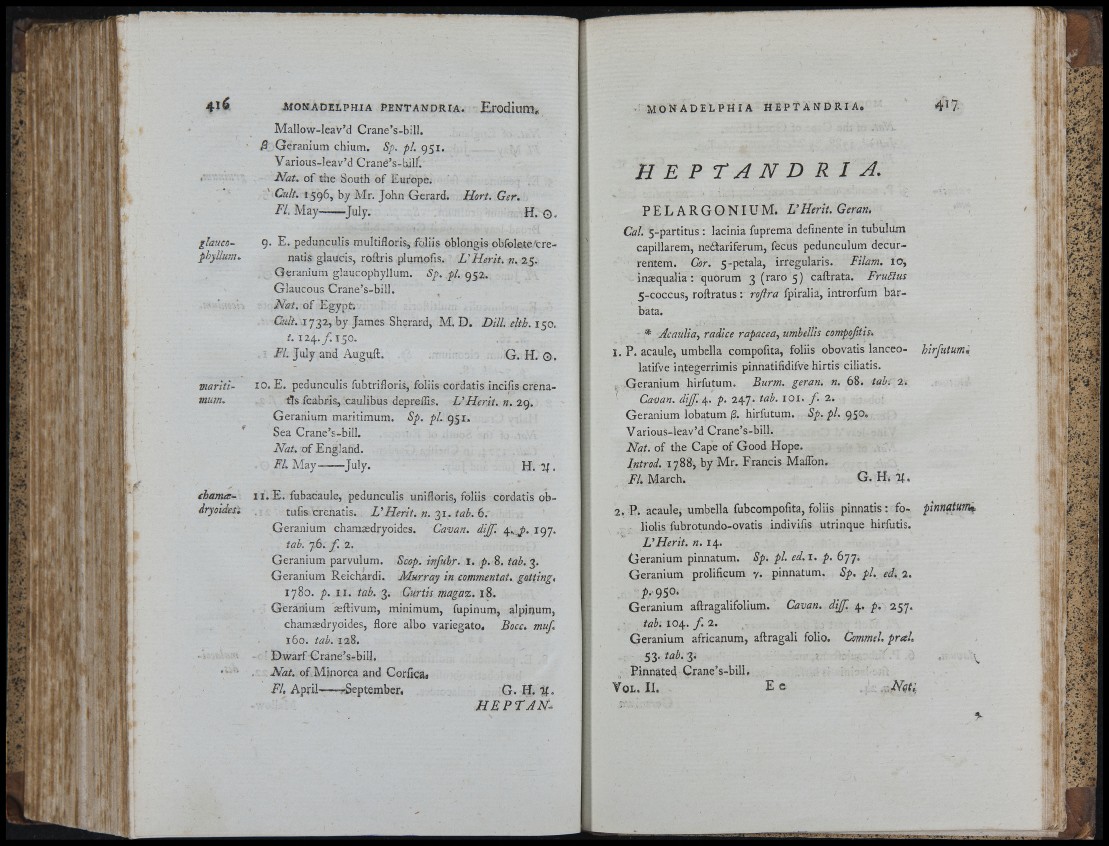 416 MONADELPHIA PENTANDRIA. Erodium.
Mallow-leav'd Crane's-bill.
β Geranium chium. Sp. pl. 951.
Various-leav'd Crane's-bill.
Nat. of the South of Europe.
Cult. 1596, by Mr. John Gerard. Hort. Ger.
Fl. May——July. H. ☉.
glauco- 9. E. pedunculis multifloris, foliis oblongis obſolete cre-
phyllum. natis glaucis, roſtris plumoſis. L'Herit. n. 25.
Geranium glaucophyllum. Sp. pl. 952.
Glaucous Crane's-bill.
Nat. of Egypt.
Cult. 1732, by James Sherard, M. D. Dill. elth. 150.
t. 124. f. 150.
Fl. July and Auguſt. G. H. ☉.
mariti- 10. E. pedunculis ſubtrifloris, foliis cordatis inciſis crena-
mum. tis ſcabris, caulibus depreſſis. L'Herit. n. 29.
Geranium maritimum. Sp. pl. 951.
Sea Crane's-bill.
Nat. of England.
Fl. May——July. H. ♃.
chamæ- 11. E. ſubacaule, pedunculis unifloris, foliis cordatis ob-
dryoides. tuſis crenatis. L'Herit. n. 31. tab. 6.
Geranium chamædryoides. Cavan. diſſ. 4. p. 197.
tab. 76. f. 2.
Geranium parvulum. Scop. inſubr. 1. p. 8. tab. 3.
Geranium Reichardi. Murray in commentat. gotting.
1780. p. 11. tab. 3. Curtis magaz. 18.
Geranium æſtivum, minimum, ſupinum, alpinum,
chamædryoides, flore albo variegato. Bocc. muſ.
160. tab. 128.
Dwarf Crane's-bill.
Nat. of Minorca and Corſica.
Fl. April——September. G. H. ♃.
HEPTAN-
MONADELPHIA HEPTANDRIA. 417
HEPTANDRIA.
PELARGONIUM. L'Herit. Geran.
Cal. 5-partitus: lacinia ſuprema deſinente in tubulum
capillarem, nectariferum, ſecus pedunculum decur-
rentem. Cor. 5-petala, irregularis. Filam. 10,
inæqualia: quorum 3 (raro 5) caſtrata. Fructus
5-coccus, roſtratus: roſtra ſpiralia, introrſum bar-
bata.
* Acaulia, radice rapacea, umbellis compoſitis.
1. P. acaule, umbella compoſita, foliis obovatis lanceo- hirſutum.
latiſve integerrimis pinnatifidiſve hirtis ciliatis.
Geranium hirſutum. Burm. geran. n. 68. tab. 2.
Cavan. diſſ. 4. p. 247. tab. 101. f. 2.
Geranium lobatum β. hirſutum. Sp. pl. 950.
Various-leav'd Crane's-bill.
Nat. of the Cape of Good Hope.
Introd. 1788, by Mr. Francis Maſſon.
Fl. March. G. H. ♃.
2. P. acaule, umbella ſubcompoſita, foliis pinnatis: fo- pinnatum.
liolis ſubrotundo-ovatis indiviſis utrinque hirſutis.
L'Herit. n. 14.
Geranium pinnatum. Sp. pl. ed. 1. p. 677.
Geranium prolificum γ. pinnatum. Sp. pl. ed. 2.
p. 950.
Geranium aſtragalifolium. Cavan. diſſ. 4. p. 257.
tab. 104. f. 2.
Geranium africanum, aſtragali folio. Commel. præl.
53. tab. 3.
Pinnated Crane's-bill.
VOL. II. E e Nat.